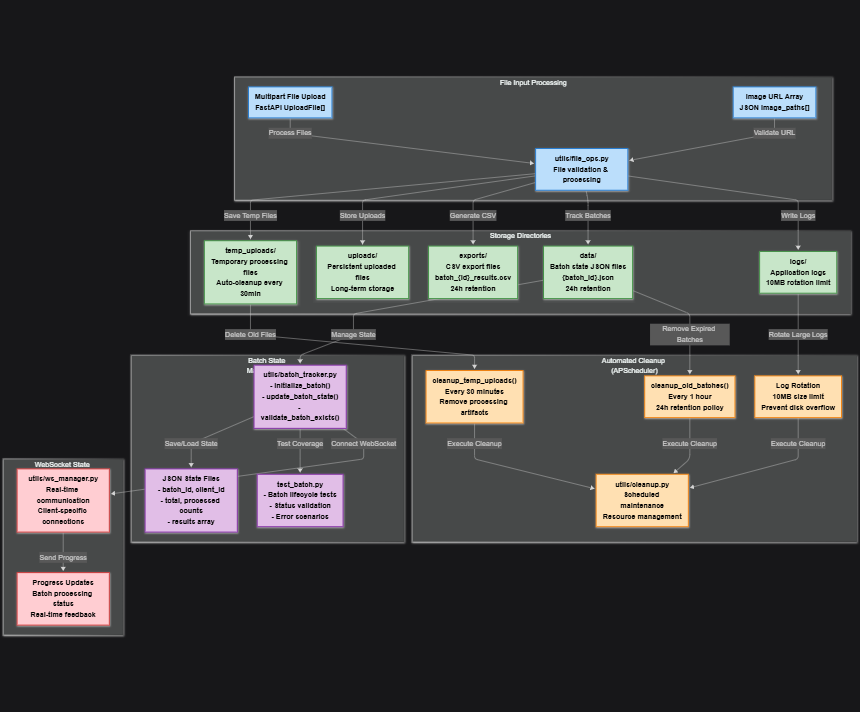 File Input Processing
Multipart File Upload
FastAPI UploadFile[]
Image URL Array
JSON image_paths[]
Process Files
Validate URL
utils/file_ops.py
File validation &
processing
Save Temp Files
Store Uploads
Generate CSV
Track Batches
Write Logs
Storage Directories
temp_uploads/
Temporary processing
files
Auto-cleanup every
30min
uploads/
Persistent uploaded
files
Long-term storage
exports/
CSV export files
batch_{id}_results.csv
24h retention
data/
Batch state JSON files
{batch_id}.json
24h retention
logs/
Application logs
10MB rotation limit
Delete Old Files
Manage State
Remove Expired
Batches
Rotate Large Logs
Batch State
utils/batch_tracker.py
- initialize_batch()
- update_batch_state()
-
validate_batch_exists()
Automated Cleanup
(APScheduler)
cleanup_temp_uploads()
Every 30 minutes
Remove processing
artifacts
cleanup_old_batches()
Every 1 hour
24h retention policy
Log Rotation
10MB size limit
Prevent disk overflow
Save/Load State
Test Coverage
Connect WebSocket
Execute Cleanup
Execute Cleanup
Execute Cleanup
WebSocket State
utils/ws_manager.py
Real-time
communication
Client-specific
connections
JSON State Files
- batch_id, client_id
- total, processed
counts
- results array
test_batch.py
- Batch lifecycle tests
- Status validation
- Error scenarios
utils/cleanup.py
Scheduled
maintenance
Resource management
Send Progress
Progress Updates
Batch processing
status
Real-time feedback